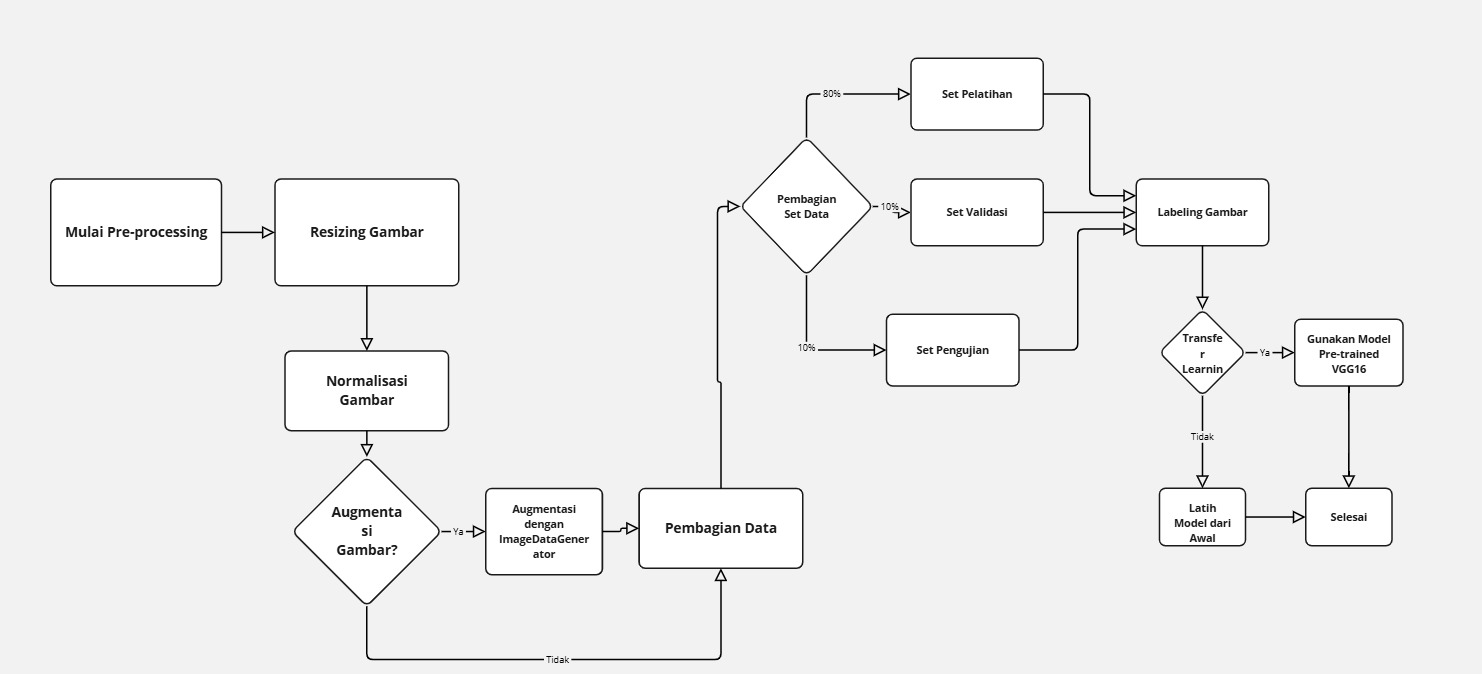 Mulai Pre-processing
Resizing Gambar
Normalisasi
Gambar
Augmenta
si
Gambar?
Ya
Augmentasi
dengan
ImageDataGener
ator
Tidak
Pembagian Data
Pembagian
Set Data
80%
Set Pelatihan
10%
Set Validasi
10%
Set Pengujian
Labeling Gambar
Transfe
r
Learnin
Ya
Gunakan Model
Pre-trained
VGG16
Tidak
Latih
Model dari
Awal
Selesai